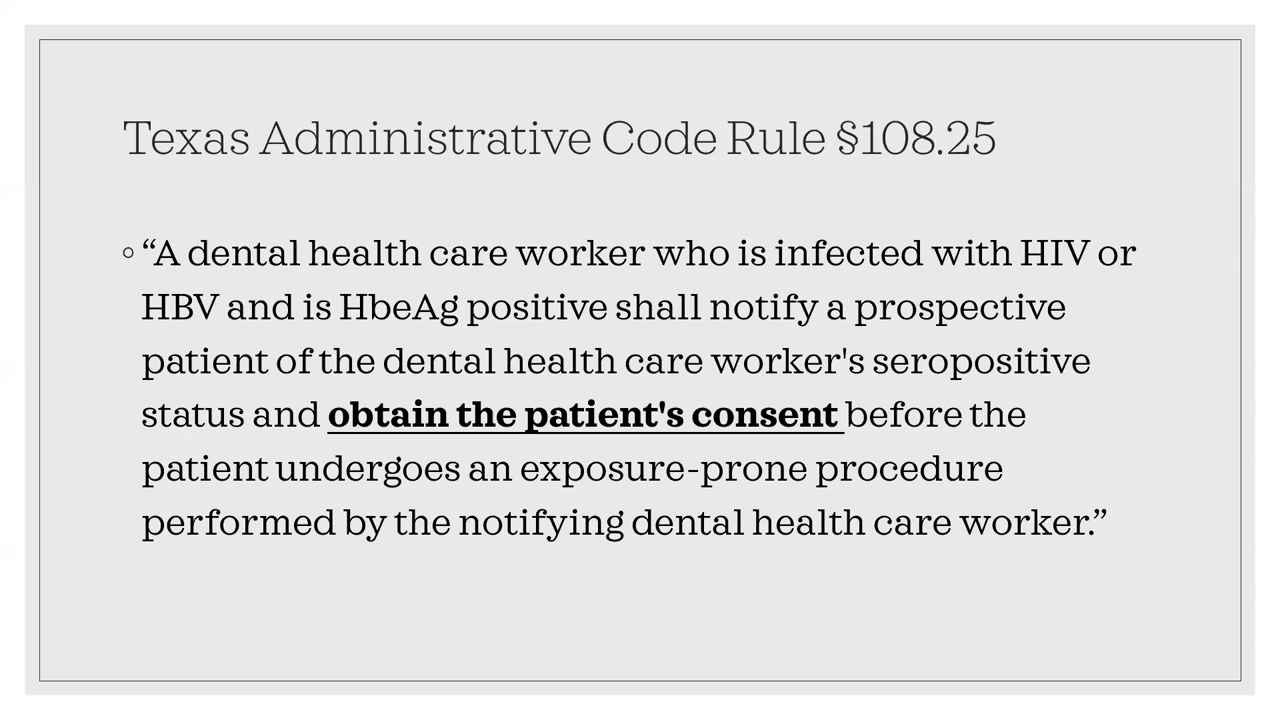 Texas Administrative Code Rule §108.25
◦“A dental health care worker who is infected with HIV or
HBV and is HbeAg positive shall notify a prospective
patient of the dental health care worker's seropositive
status and obtain the patient's consent before the
patient undergoes an exposure-prone procedure
performed by the notifying dental health care worker.”